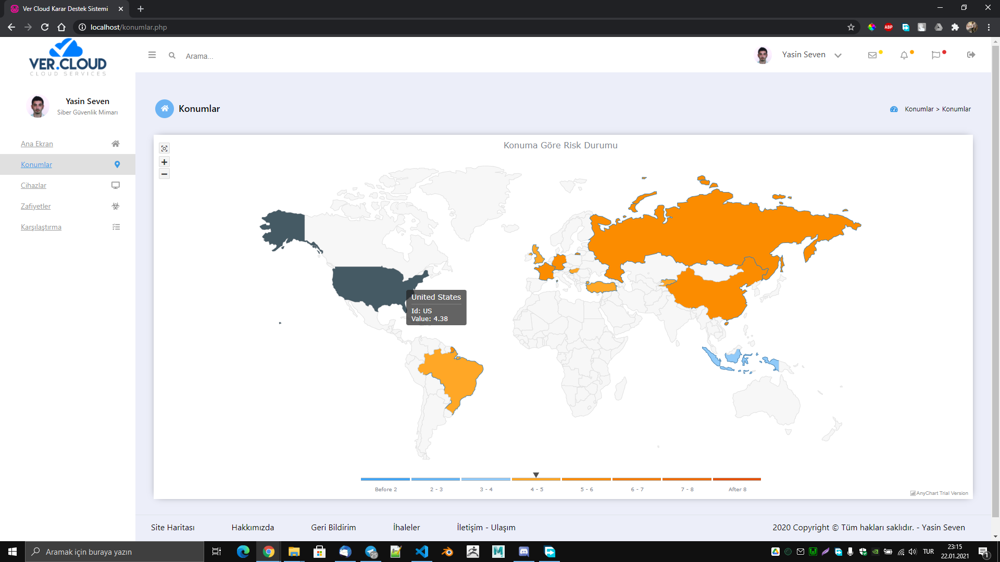 Ver Cloud Karar Destek Sistemi
localhost/konumlar.php
ABP
VER.CLOUD
CLOUD SERVICES
Arama...
Yasin Seven
Yasin Seven
Siber Güvenlik Mimarı
Ana Ekran
Konumlar
Cihazlar
Zafiyetler
Karşılaştırma
Konumlar
Konumlar > Konumlar
Konuma Göre Risk Durumu
United States
Id: US
Value: 4.38
Before 2
2 - 3
3 - 4
4 - 5
5 - 6
6 - 7
7 - 8
After 8
AnyChart Trial Version
Site Haritası
Hakkımızda
Geri Bildirim
İhaleler
İletişim - Ulaşım
2020 Copyright © Tüm hakları saklıdır. - Yasin Seven
Aramak için buraya yazın
25
M
TUR
23:15
22.01.2021
1